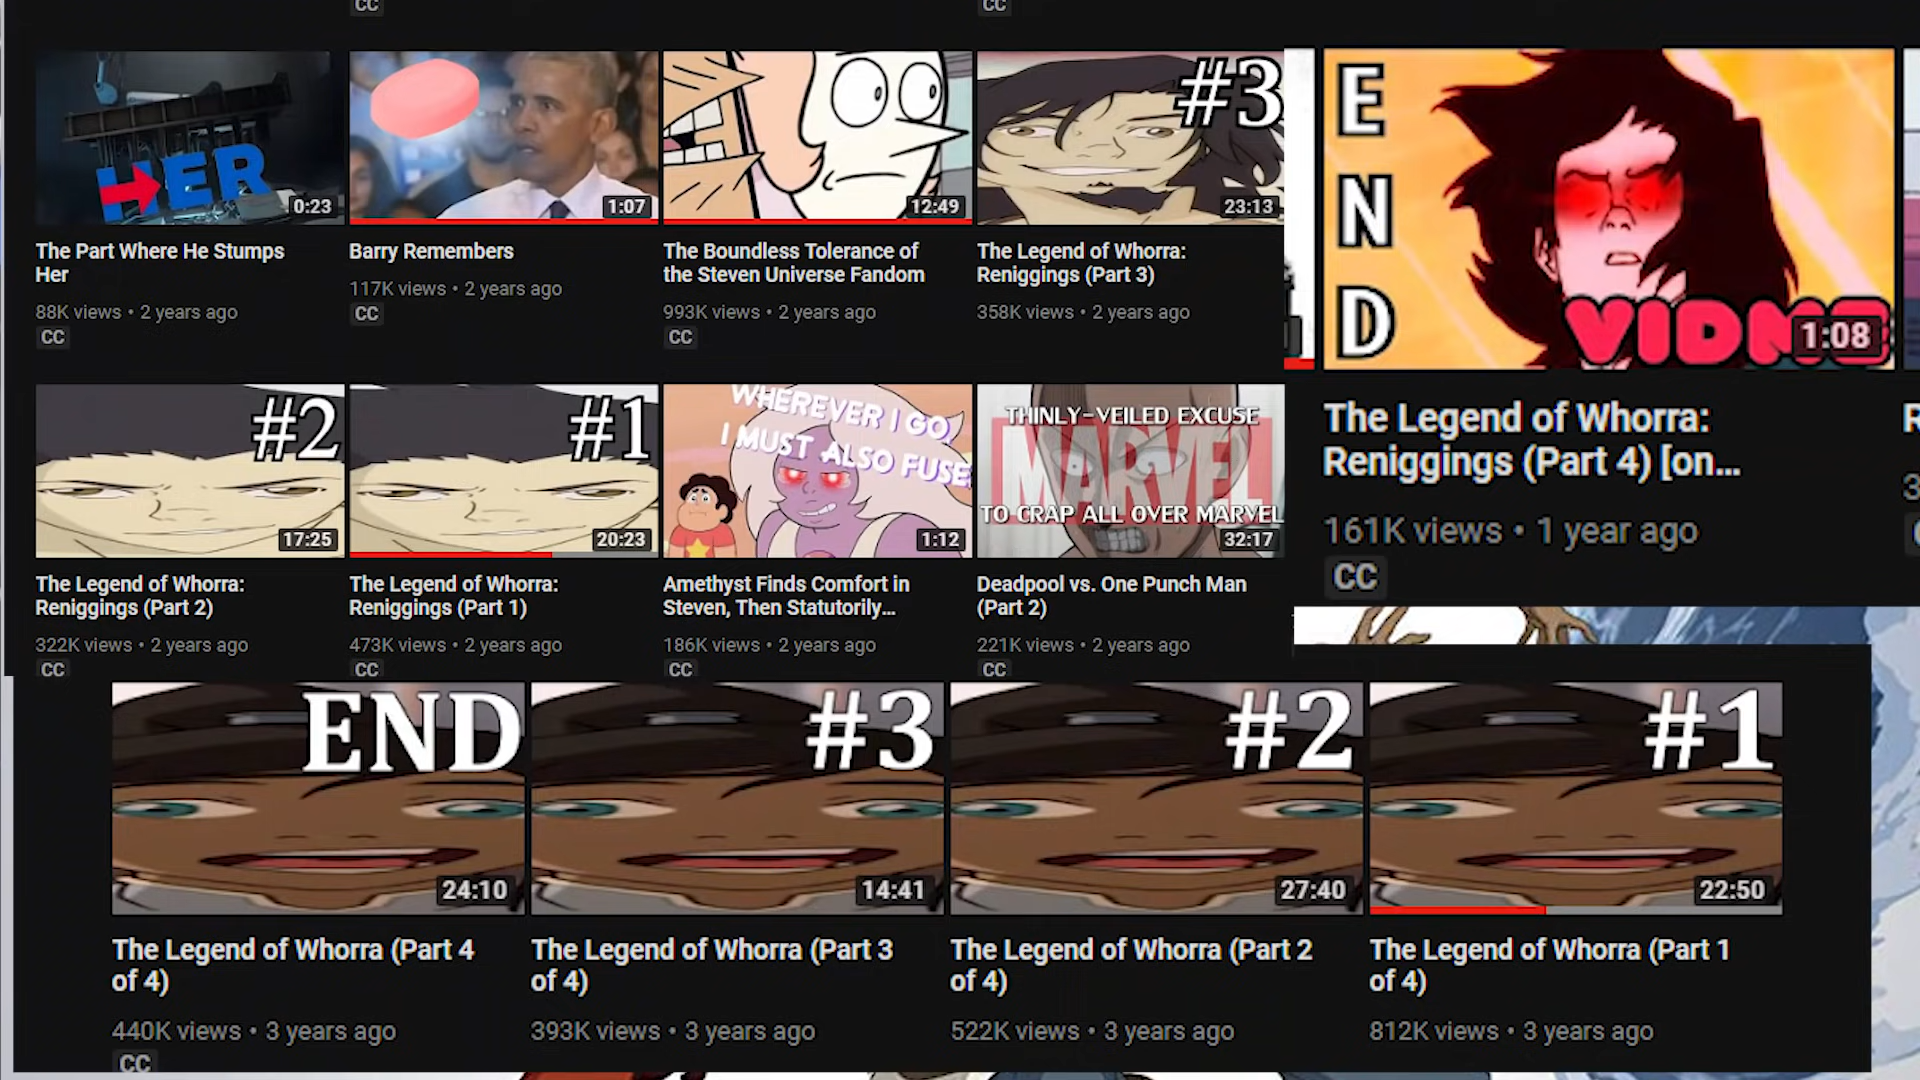 CC
CC
HER
0:23
1:07
12:49
#3
23:13
The Part Where He Stumps
Her
88K views • 2 years ago
CC
Barry Remembers
117K views • 2 years ago
CC
The Boundless Tolerance of
the Steven Universe Fandom
993K views • 2 years ago
CC
The Legend of Whorra:
Reniggings (Part 3)
358K views • 2 years ago
END
1:08
The Legend of Whorra:
Reniggings (Part 4) [on...
161K views • 1 year ago
CC
#2
17:25
#1
20:23
WHEREVER I GO,
I MUST ALSO FUSE
1:12
THINLY-VEILED EXCUSE
MARVEL
TO CRAP ALL OVER MARVEL
32:17
The Legend of Whorra:
Reniggings (Part 2)
322K views • 2 years ago
CC
The Legend of Whorra:
Reniggings (Part 1)
473K views • 2 years ago
CC
Amethyst Finds Comfort in
Steven, Then Statutorily...
186K views • 2 years ago
CC
Deadpool vs. One Punch Man
(Part 2)
221K views • 2 years ago
CC
END
24:10
#3
14:41
#2
27:40
#1
22:50
The Legend of Whorra (Part 4
of 4)
440K views • 3 years ago
CC
The Legend of Whorra (Part 3
of 4)
393K views • 3 years ago
The Legend of Whorra (Part 2
of 4)
522K views • 3 years ago
The Legend of Whorra (Part 1
of 4)
812K views • 3 years ago